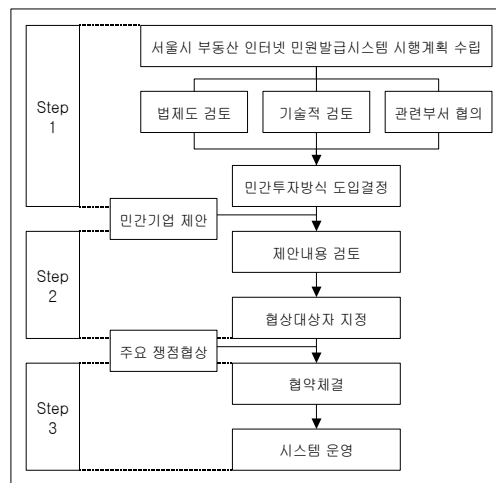 서울시 부동산 인터넷 민원발급시스템 시행계획 수립
Step
1
법제도 검토
기술적 검토
관련부서 협의
민간투자방식 도입결정
민간기업 제안
Step
2
제안내용 검토
협상대상자 지정
주요 쟁점협상
Step
3
협약체결
시스템 운영